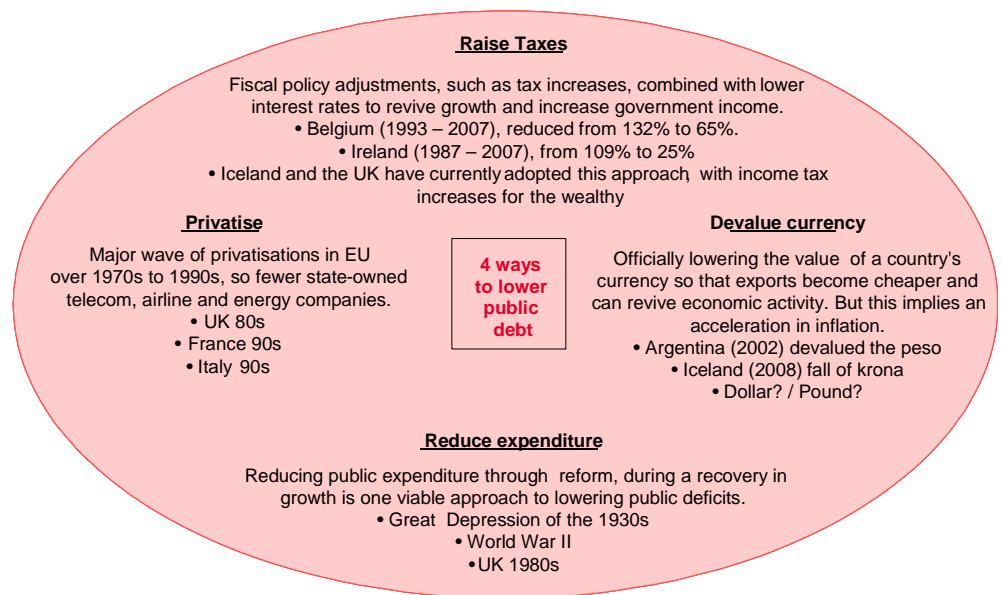 Raise Taxes
Fiscal policy adjustments, such as tax increases, combined with lower
interest rates to revive growth and increase government income.
• Belgium (1993 – 2007), reduced from 132% to 65%.
• Ireland (1987 – 2007), from 109% to 25%
• Iceland and the UK have currently adopted this approach, with income tax
increases for the wealthy
Privatise
Major wave of privatisations in EU
over 1970s to 1990s, so fewer state-owned
telecom, airline and energy companies.
• UK 80s
• France 90s
• Italy 90s
4 ways
to lower
public
debt
Devalue currency
Officially lowering the value of a country's
currency so that exports become cheaper and
can revive economic activity. But this implies an
acceleration in inflation.
• Argentina (2002) devalued the peso
• Iceland (2008) fall of krona
• Dollar? / Pound?
Reduce expenditure
Reducing public expenditure through reform, during a recovery in
growth is one viable approach to lowering public deficits.
• Great Depression of the 1930s
• World War II
• UK 1980s